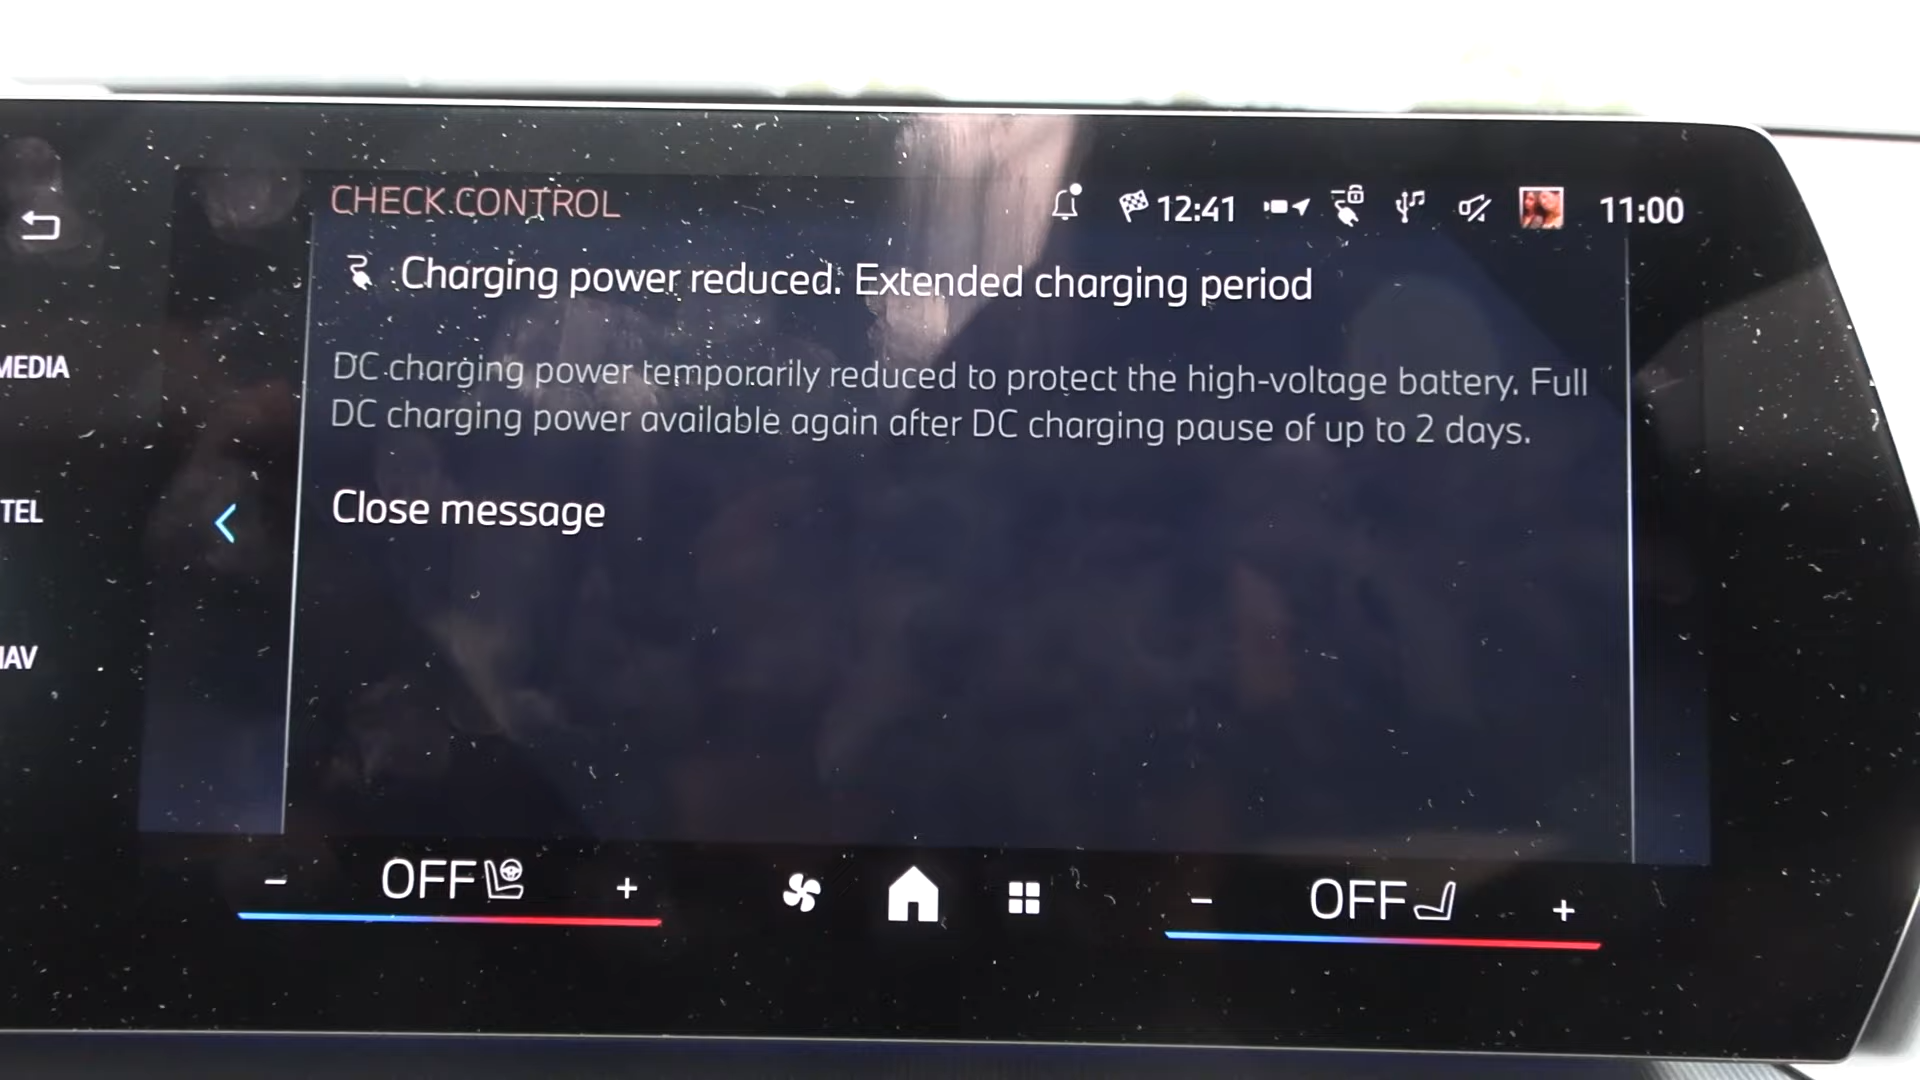 CHECK CONTROL
12:41
11:00
Charging power reduced. Extended charging period
DC charging power temporarily reduced to protect the high-voltage battery. Full
DC charging power available again after DC charging pause of up to 2 days.
Close message
MEDIA
TEL
NAV
- OFF +
- OFF +